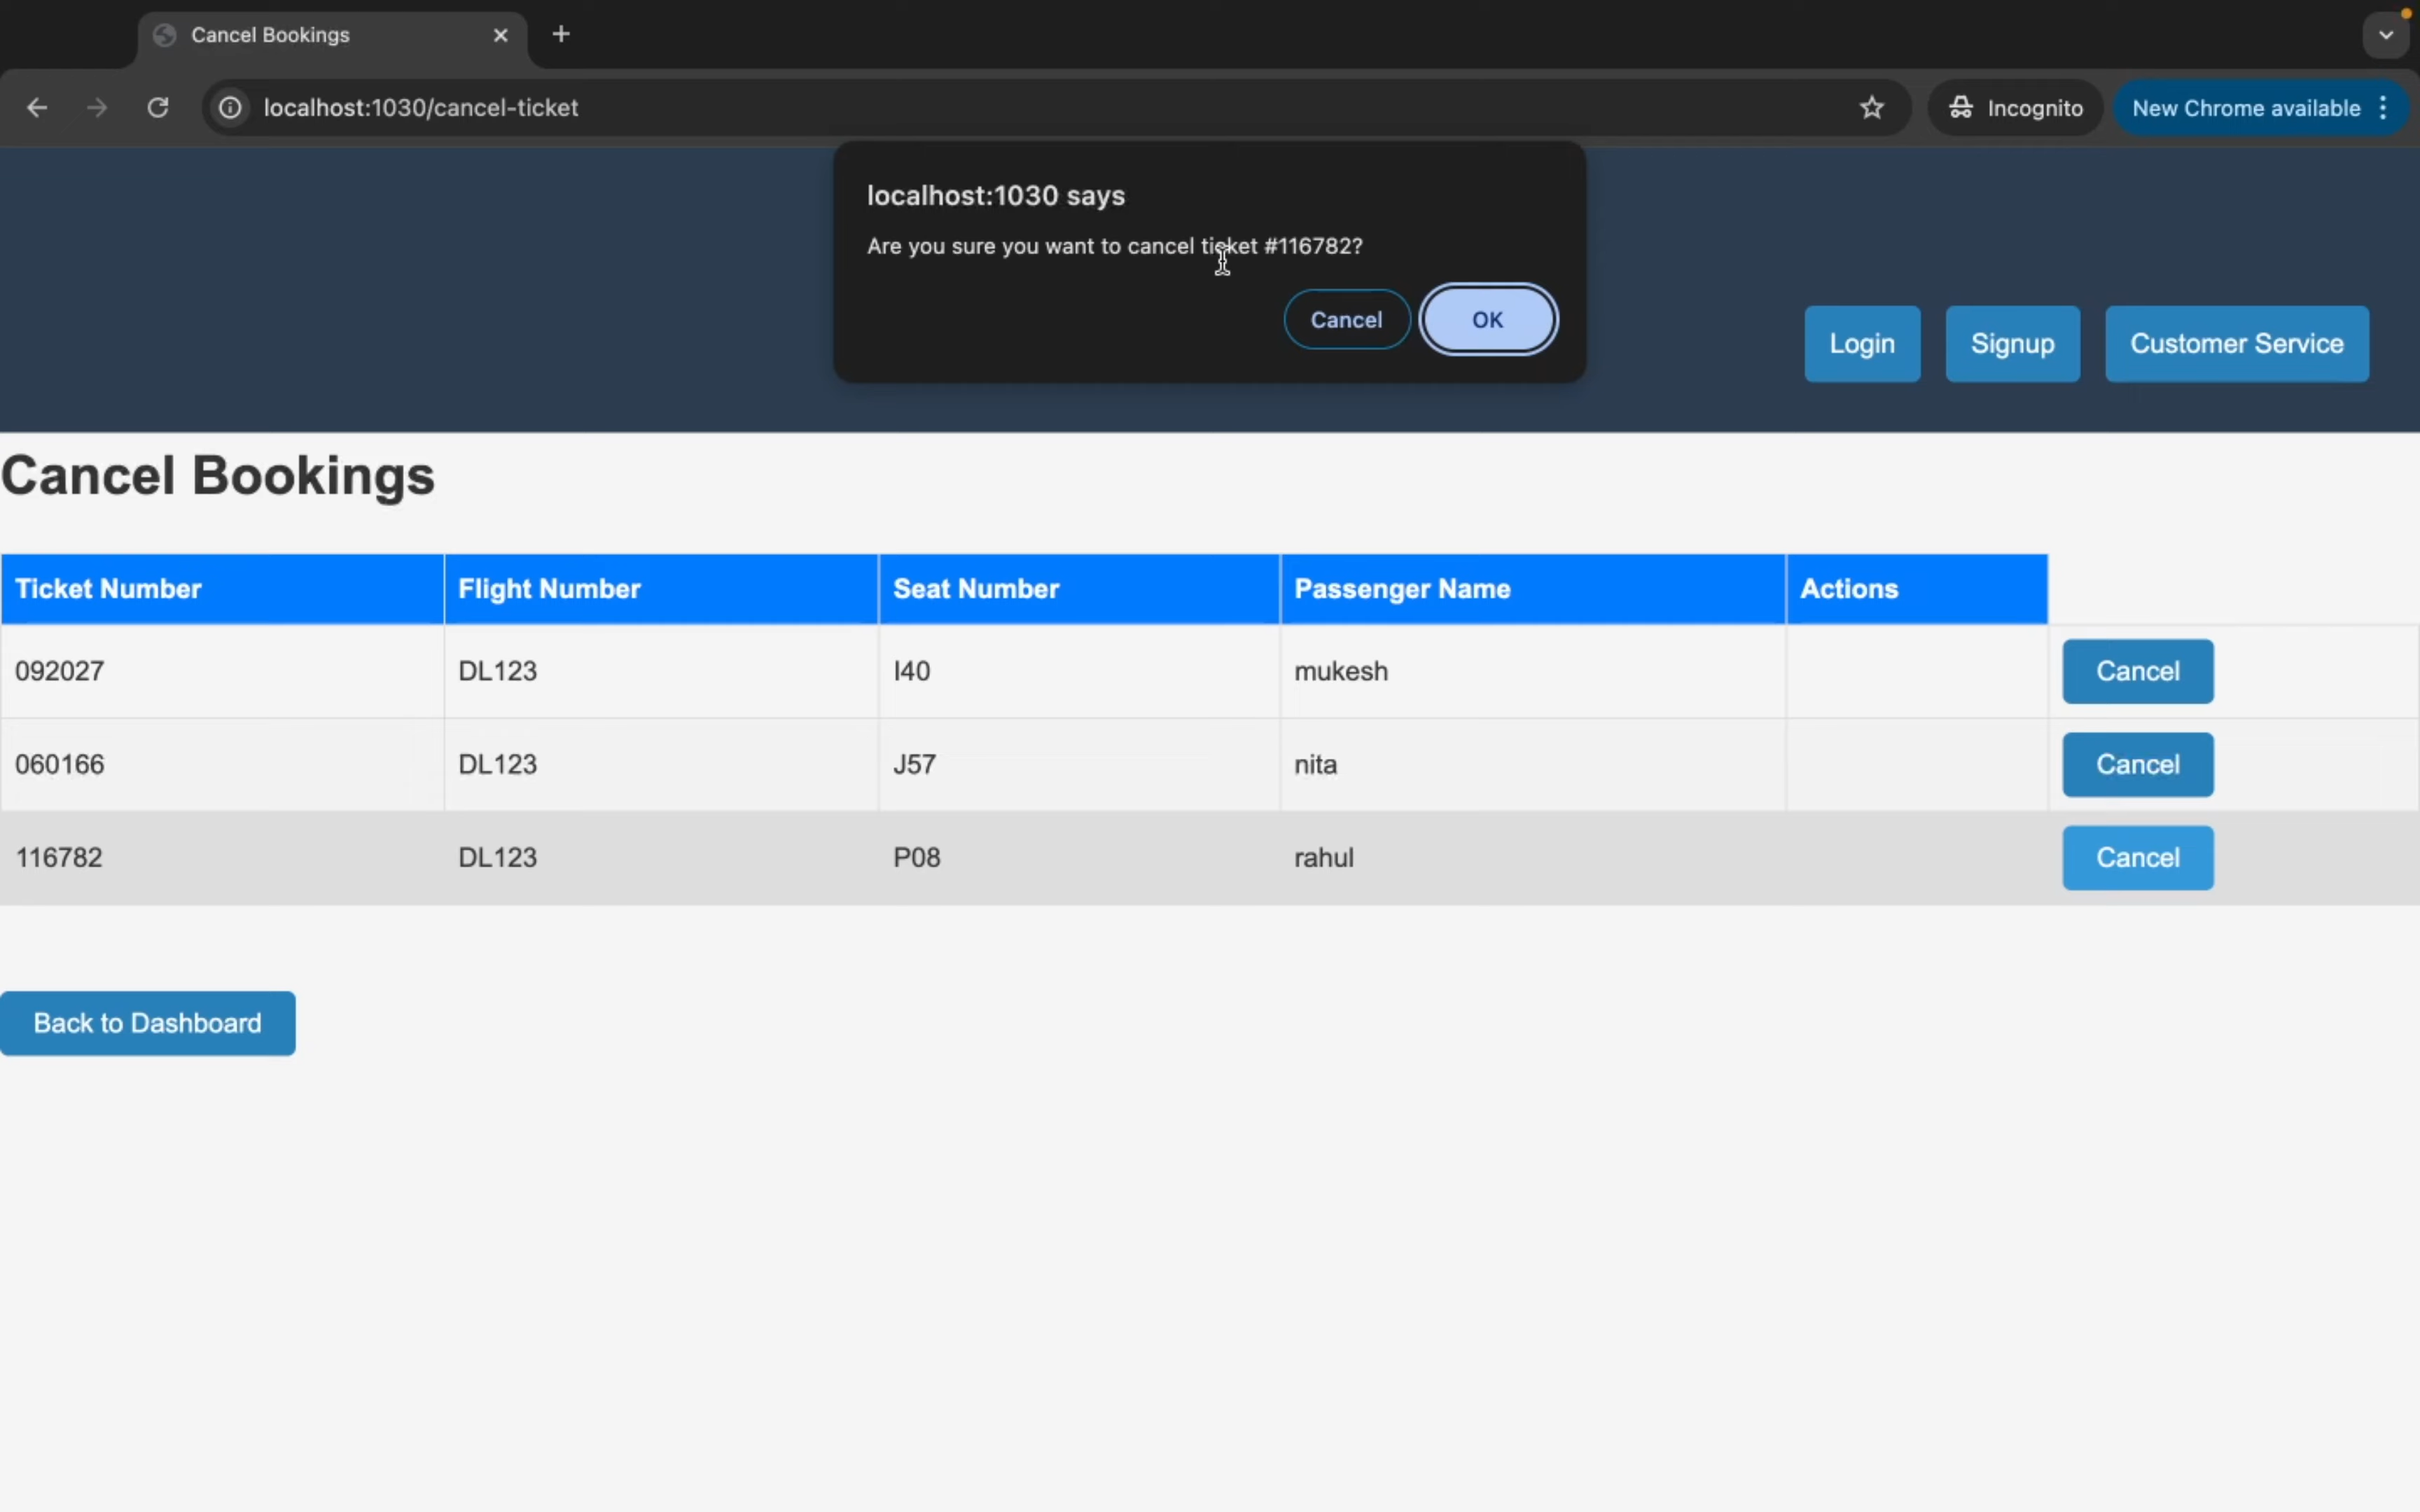 Cancel Bookings
localhost:1030/cancel-ticket
Incognito
New Chrome available
localhost:1030 says
Are you sure you want to cancel ticket #116782?
Cancel
OK
Login
Signup
Customer Service
Cancel Bookings
Ticket Number Flight Number Seat Number Passenger Name Actions
092027 DL123 I40 mukesh Cancel
060166 DL123 J57 nita Cancel
116782 DL123 P08 rahul Cancel
Back to Dashboard